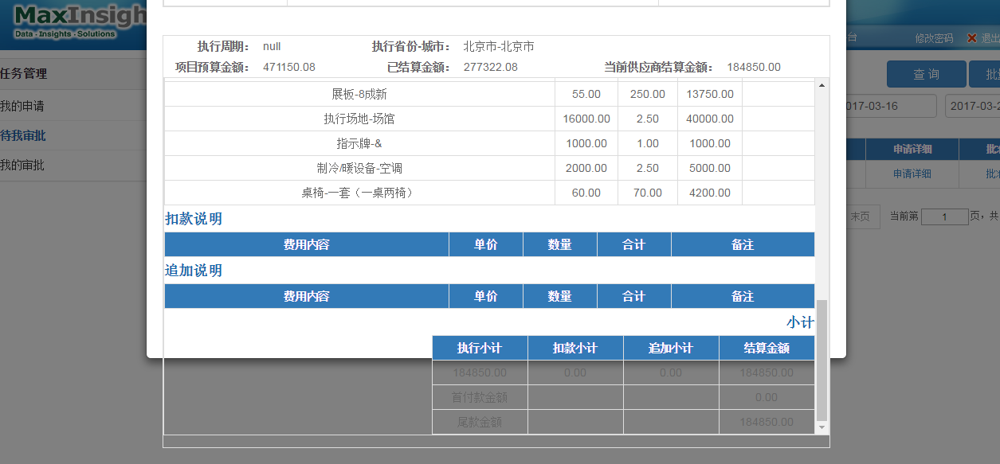 MaxInsigh
Data · Insights · Solutions
台 修改密码 退出
任务管理
我的申请
待我审批
我的审批
查 询 批
017-03-16 2017-03-2
申请详细 批
申请详细 批
末页 当前第 1 页，共
执行周期： null 执行省份-城市： 北京市-北京市
项目预算金额： 471150.08 已结算金额： 277322.08 当前供应商结算金额： 184850.00
展板-8成新 55.00 250.00 13750.00
执行场地-场馆 16000.00 2.50 40000.00
指示牌-& 1000.00 1.00 1000.00
制冷/暖设备-空调 2000.00 2.50 5000.00
桌椅-一套（一桌两椅） 60.00 70.00 4200.00
扣款说明
费用内容 单价 数量 合计 备注
追加说明
费用内容 单价 数量 合计 备注
小计
执行小计 扣款小计 追加小计 结算金额
184850.00 0.00 0.00 184850.00
首付款金额 0.00
尾款金额 184850.00